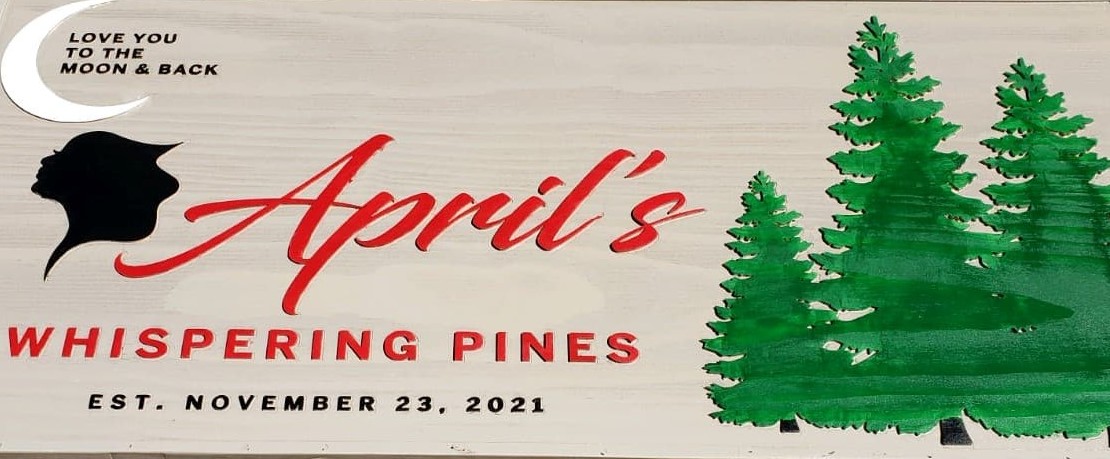 LOVE YOU
TO THE
MOON & BACK
April's
WHISPERING PINES
EST. NOVEMBER 23, 2021